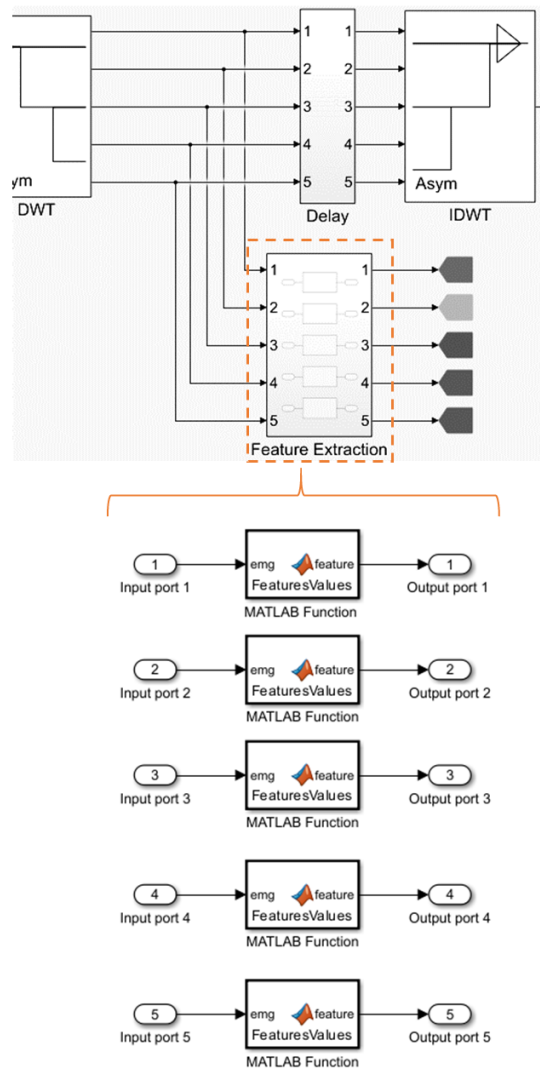 1 1
2 2
3 3
4 4
5 5
ym
Asym
DWT
Delay
IDWT
1 1
2 2
3 3
4 4
5 5
Feature Extraction
1 emg feature 1
Input port 1 FeaturesValues Output port 1
MATLAB Function
2 emg feature 2
Input port 2 FeaturesValues Output port 2
MATLAB Function
3 emg feature 3
Input port 3 FeaturesValues Output port 3
MATLAB Function
4 emg feature 4
Input port 4 FeaturesValues Output port 4
MATLAB Function
5 emg feature 5
Input port 5 FeaturesValues Output port 5
MATLAB Function